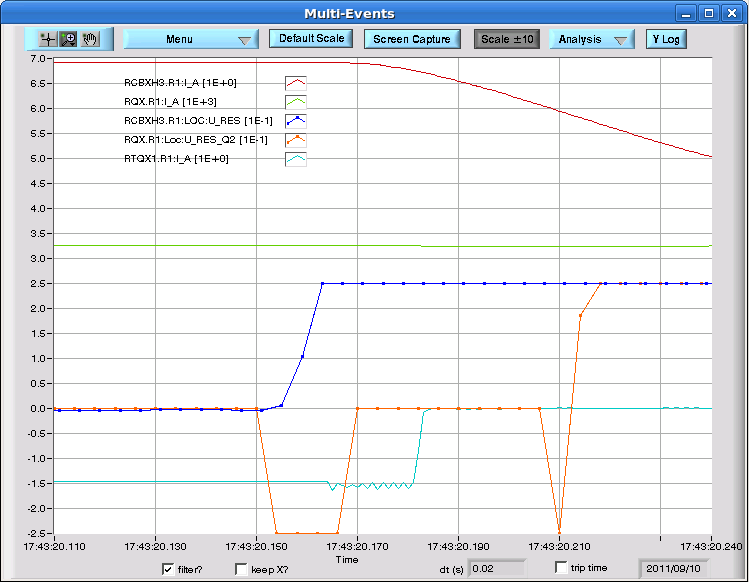 Multi-Events
Menu Default Scale Screen Capture Scale ±10 Analysis Y Log
7.0
6.5
6.0
5.5
5.0
4.5
4.0
3.5
3.0
2.5
2.0
1.5
1.0
0.5
0.0
-0.5
-1.0
-1.5
-2.0
-2.5
RCBXH3.R1:I_A [1E+0]
RQX.R1:I_A [1E+3]
RCBXH3.R1:LOC:U_RES [1E-1]
RQX.R1:Loc:U_RES_Q2 [1E-1]
RTQX1.R1:I_A [1E+0]
17:43:20.110 17:43:20.130 17:43:20.150 17:43:20.170 17:43:20.190 17:43:20.210 17:43:20.240
Time
filter? keep X? dt (s) 0.02 trip time 2011/09/10